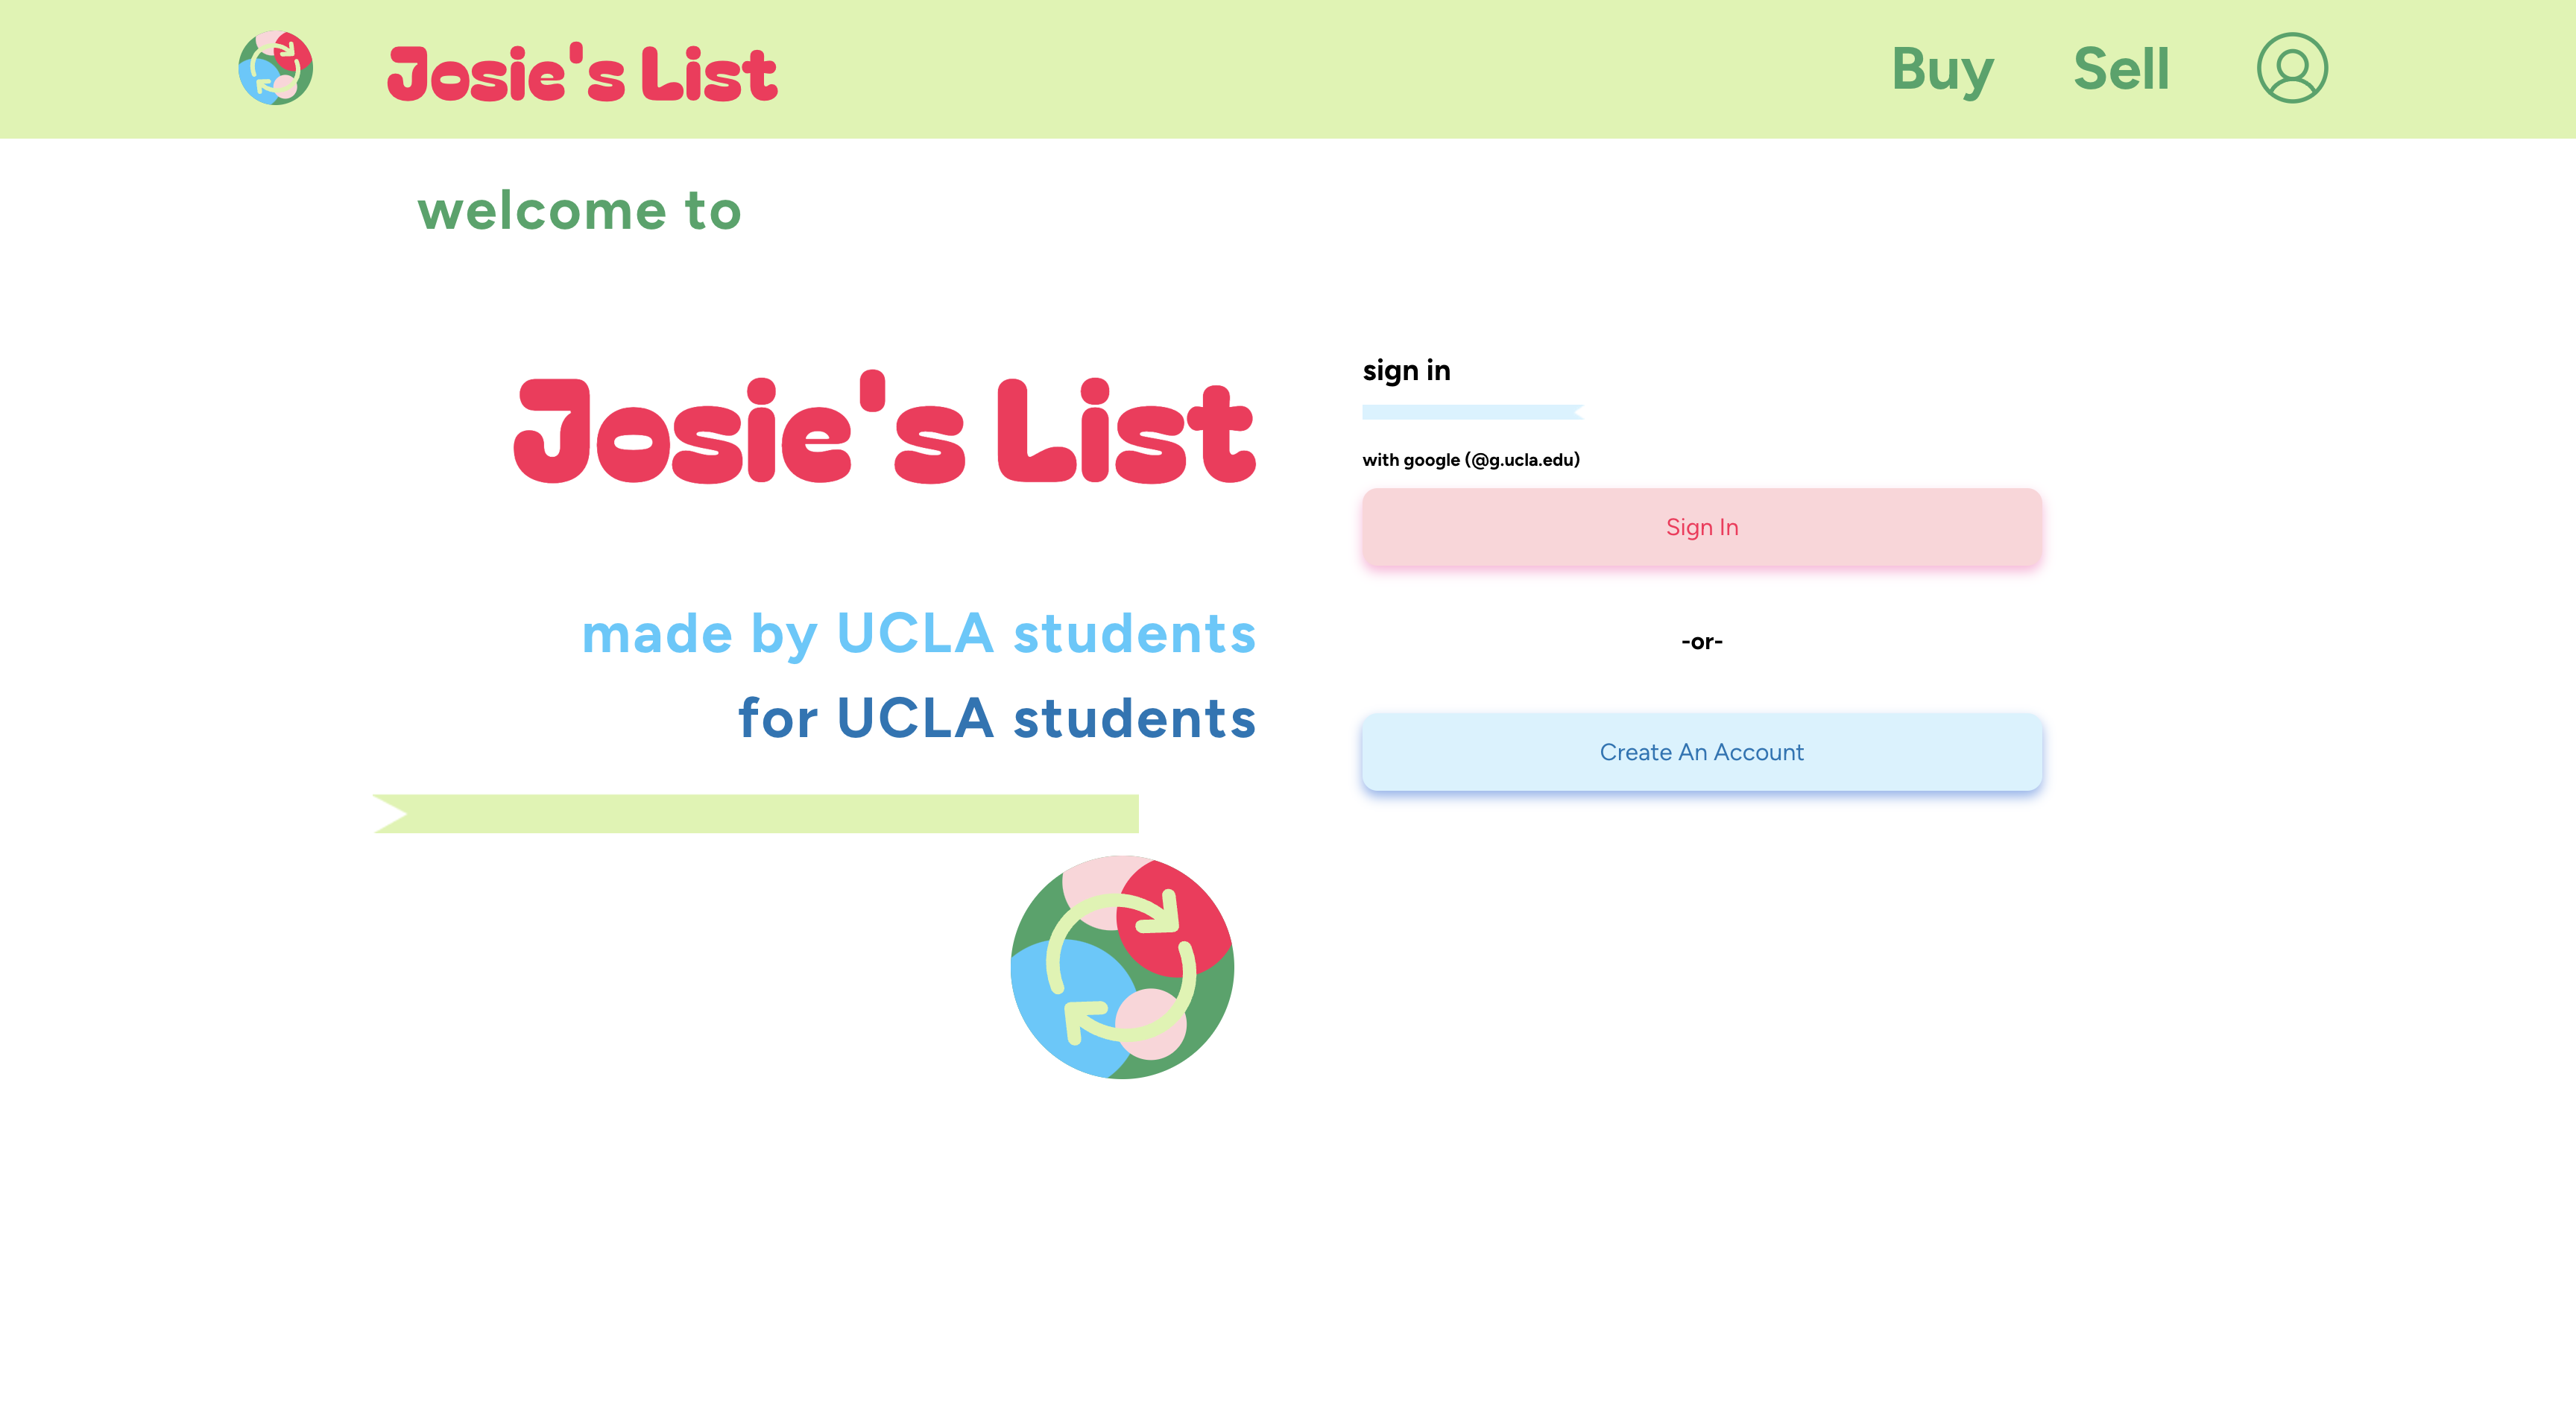 Josie's List
Buy
Sell
welcome to
Josie's List
made by UCLA students
for UCLA students
sign in
with google (@g.ucla.edu)
Sign In
-or-
Create An Account